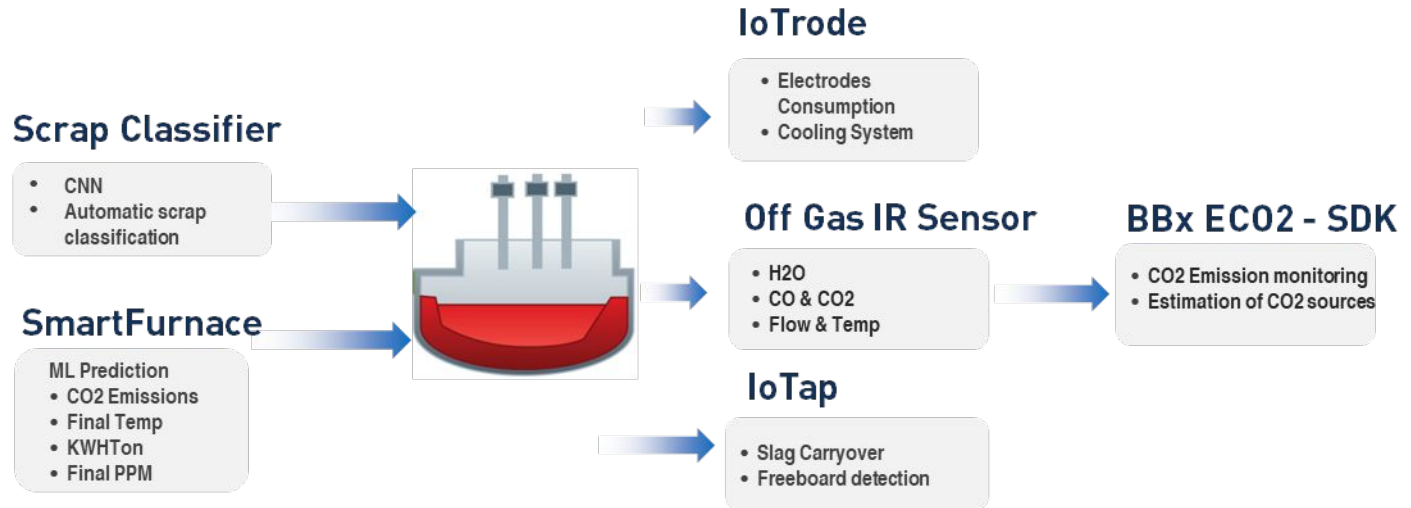 Scrap Classifier
• CNN
• Automatic scrap
classification
SmartFurnace
ML Prediction
• CO2 Emissions
• Final Temp
• KWHTon
• Final PPM
IoTrode
• Electrodes
Consumption
• Cooling System
Off Gas IR Sensor
• H2O
• CO & CO2
• Flow & Temp
IoTap
• Slag Carryover
• Freeboard detection
BBx ECO2 - SDK
• CO2 Emission monitoring
• Estimation of CO2 sources